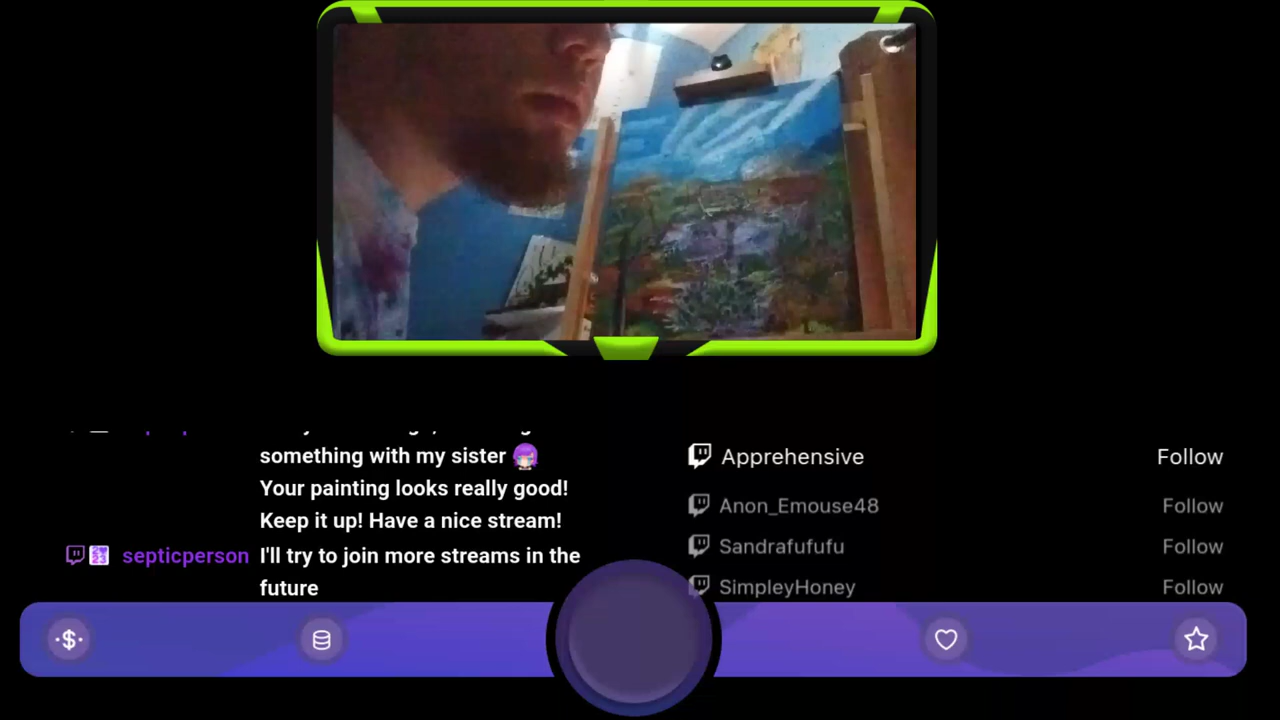 something with my sister
Your painting looks really good!
Keep it up! Have a nice stream!
septicperson I'll try to join more streams in the
future
Apprehensive Follow
Anon_Emouse48 Follow
Sandrafufufu Follow
SimpleyHoney Follow